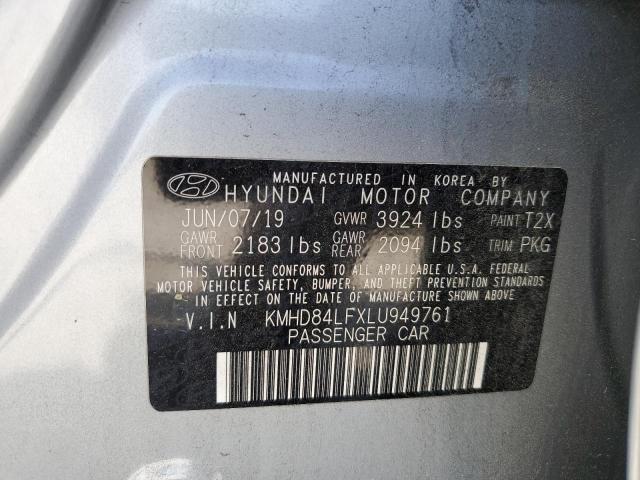 MANUFACTURED IN KOREA BY
HYUNDAI MOTOR COMPANY
JUN/07/19 GVWR 3924 lbs PAINT T2X
GAWR FRONT 2183 lbs GAWR REAR 2094 lbs TRIM PKG
THIS VEHICLE CONFORMS TO ALL APPLICABLE U.S.A. FEDERAL
MOTOR VEHICLE SAFETY, BUMPER, AND THEFT PREVENTION STANDARDS
IN EFFECT ON THE DATE OF MANUFACTURE SHOWN ABOVE.
V.I.N KMHD84LFXLU949761
PASSENGER CAR